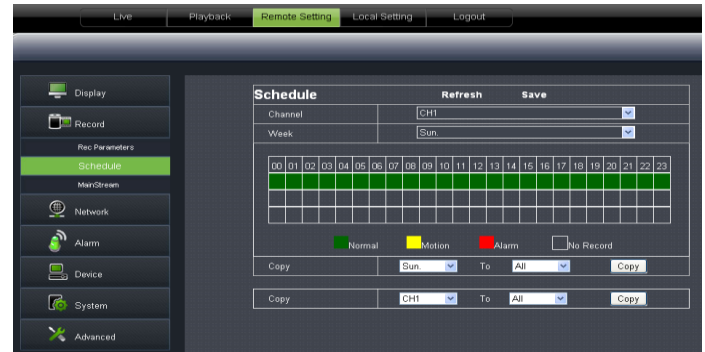 Live Playback Remote Setting Local Setting Logout
Display
Record
Rec Parameters
Schedule
MainStream
Network
Alarm
Device
System
Advanced
Schedule Refresh Save
Channel CH1
Week Sun.
00 01 02 03 04 05 06 07 08 09 10 11 12 13 14 15 16 17 18 19 20 21 22 23
Normal Motion Alarm No Record
Copy Sun. To All Copy
Copy CH1 To All Copy